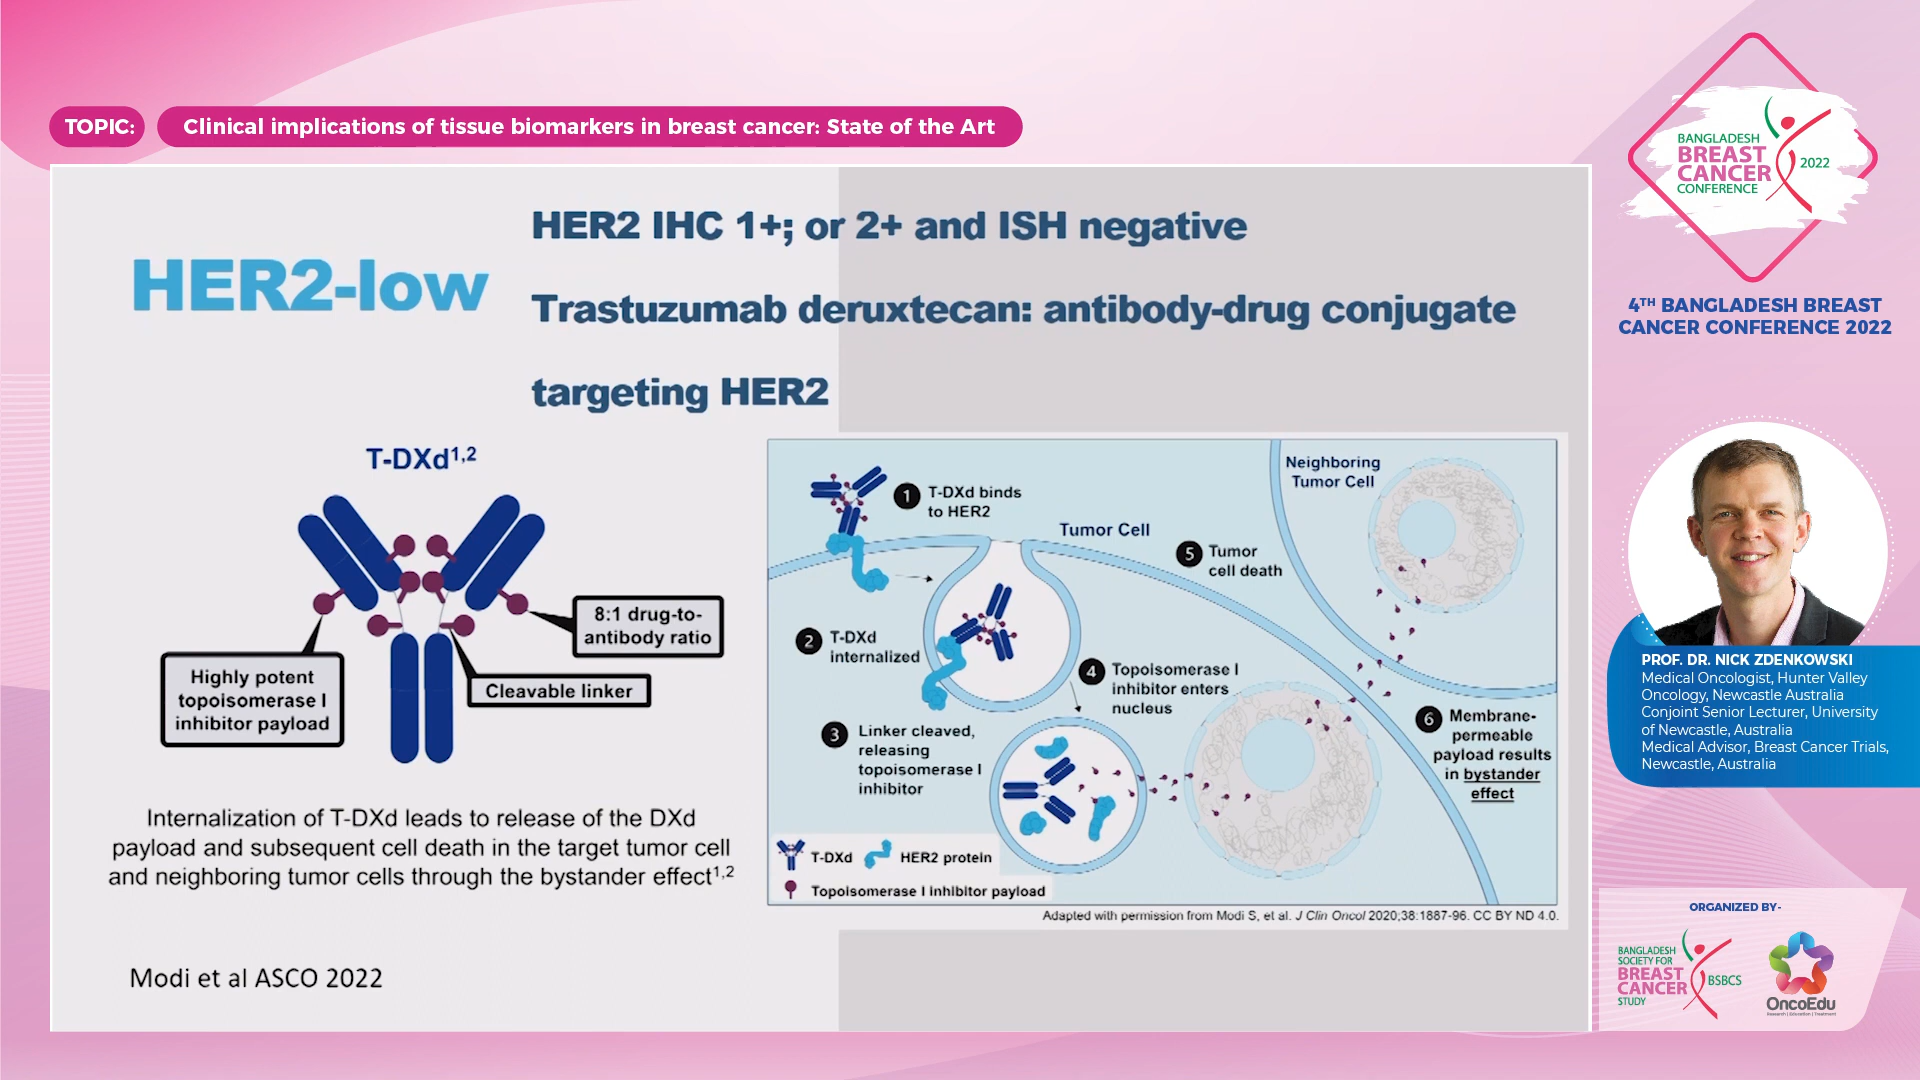 TOPIC:
Clinical implications of tissue biomarkers in breast cancer: State of the Art
HER2-low
HER2 IHC 1+; or 2+ and ISH negative
Trastuzumab deruxtecan: antibody-drug conjugate
targeting HER2
T-DXd1,2
8:1 drug-to-
antibody ratio
Highly potent
topoisomerase I
inhibitor payload
Cleavable linker
Internalization of T-DXd leads to release of the DXd
payload and subsequent cell death in the target tumor cell
and neighboring tumor cells through the bystander effect1,2
Modi et al ASCO 2022
1 T-DXd binds
to HER2
Tumor Cell
Neighboring
Tumor Cell
5 Tumor
cell death
2 T-DXd
internalized
4 Topoisomerase I
inhibitor enters
nucleus
3 Linker cleaved,
releasing
topoisomerase I
inhibitor
6 Membrane-
permeable
payload results
in bystander
effect
T-DXd
HER2 protein
Topoisomerase I inhibitor payload
Adapted with permission from Modi S, et al. J Clin Oncol 2020;38:1887-96. CC BY ND 4.0.
BANGLADESH
BREAST
CANCER
CONFERENCE
2022
4TH BANGLADESH BREAST
CANCER CONFERENCE 2022
PROF. DR. NICK ZDENKOWSKI
Medical Oncologist, Hunter Valley
Oncology, Newcastle Australia
Conjoint Senior Lecturer, University
of Newcastle, Australia
Medical Advisor, Breast Cancer Trials,
Newcastle, Australia
ORGANIZED BY-
BANGLADESH
SOCIETY FOR
BREAST
CANCER
STUDY
BSBCS
OncoEdu
Research | Education | Treatment